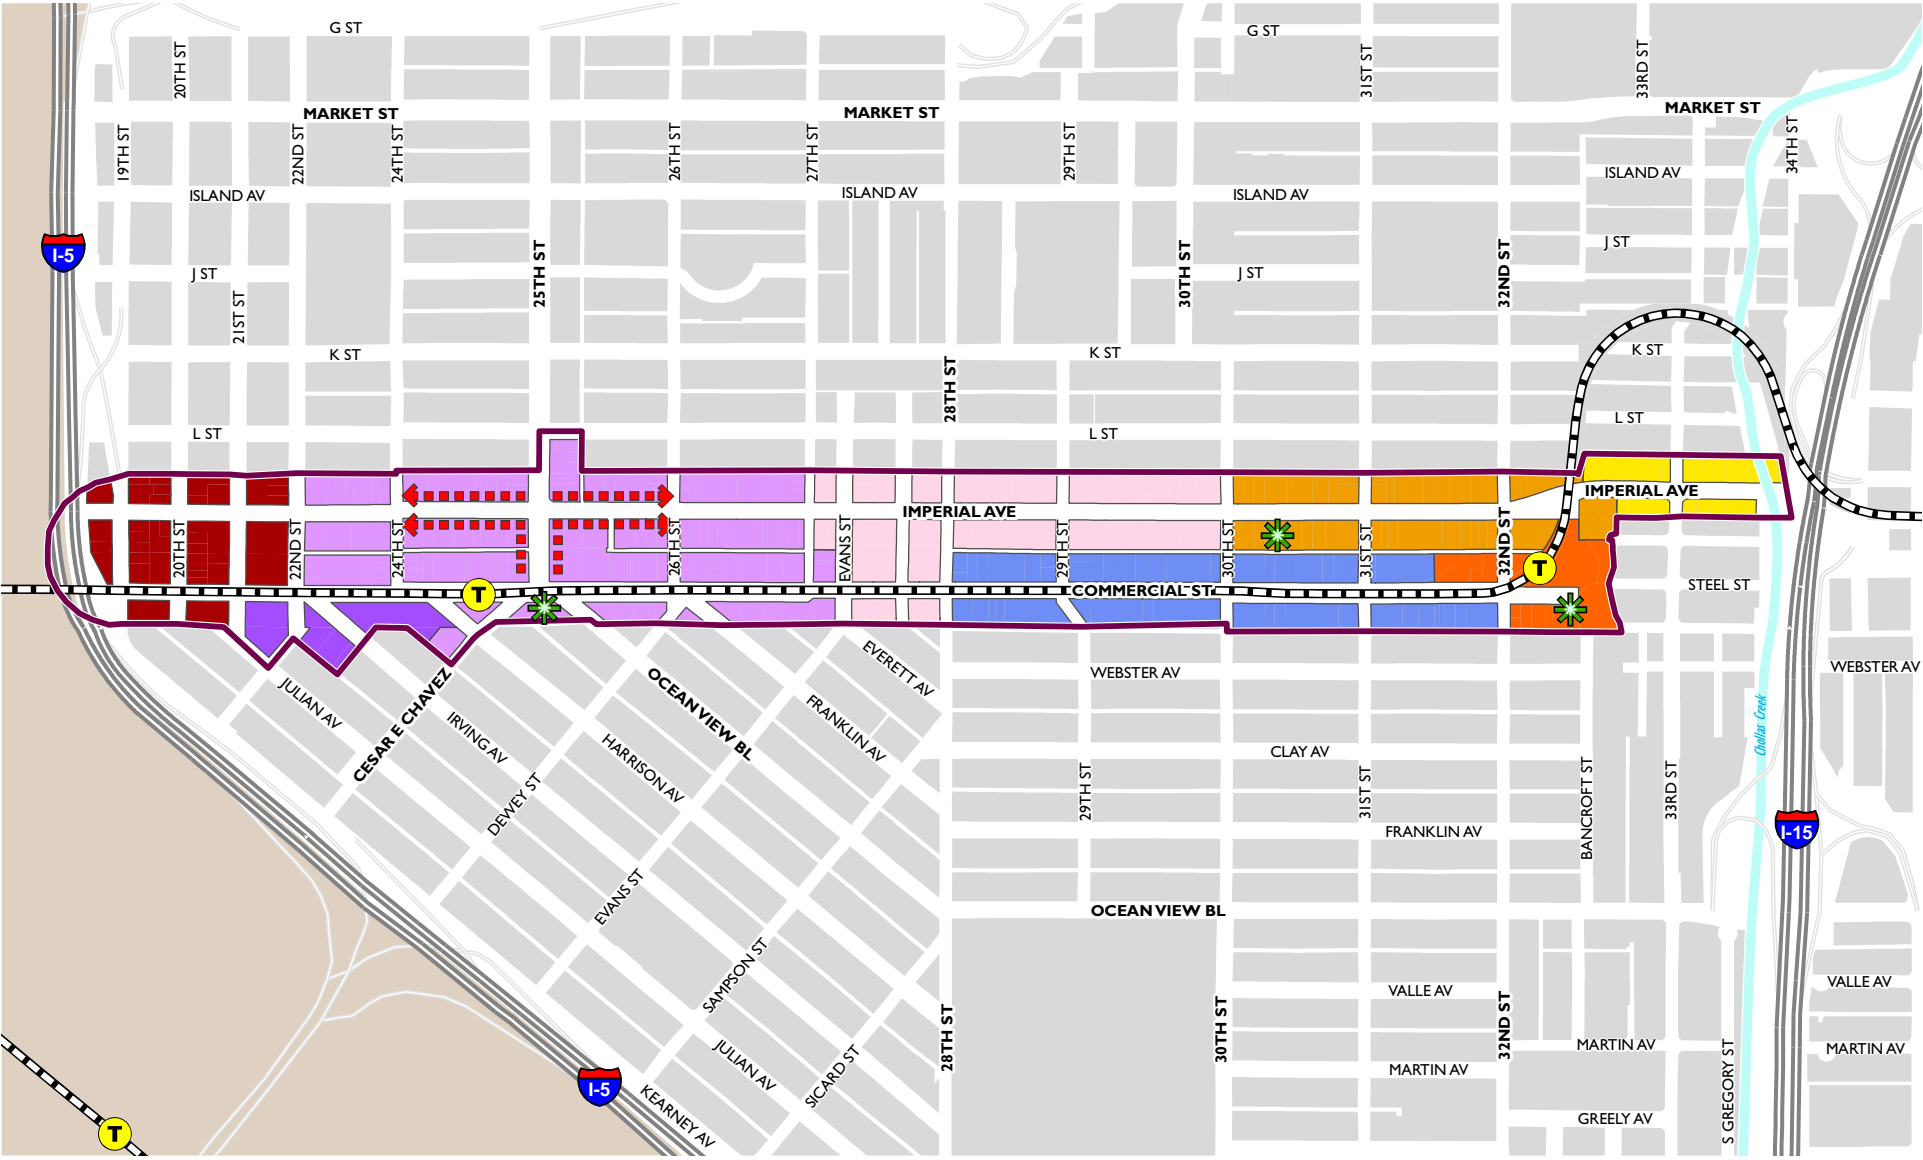 G ST
G ST
20TH ST
31ST ST
33RD ST
MARKET ST
MARKET ST
MARKET ST
19TH ST
22ND ST
24TH ST
26TH ST
27TH ST
29TH ST
34TH ST
ISLAND AV
ISLAND AV
ISLAND AV
ISLAND AV
I-5
J ST
J ST
J ST
21ST ST
25TH ST
30TH ST
32ND ST
K ST
K ST
K ST
28TH ST
L ST
L ST
L ST
IMPERIAL AVE
IMPERIAL AVE
20TH ST
22ND ST
24TH ST
26TH ST
EVANS ST
29TH ST
30TH ST
31ST ST
32ND ST
T
T
COMMERCIAL ST
STEEL ST
WEBSTER AV
WEBSTER AV
JULIAN AV
CESAR E CHAVEZ
IRVING AV
DEWEY ST
HARRISON AV
OCEAN VIEW BL
EVERETT AV
FRANKLIN AV
CLAY AV
Chollas Creek
29TH ST
31ST ST
BANCROFT ST
33RD ST
FRANKLIN AV
I-15
EVANS ST
OCEAN VIEW BL
SAMPSON ST
VALLE AV
VALLE AV
28TH ST
30TH ST
32ND ST
MARTIN AV
MARTIN AV
MARTIN AV
S GREGORY ST
JULIAN AV
SICARD ST
I-5
KEARNEY AV
GREELY AV
T